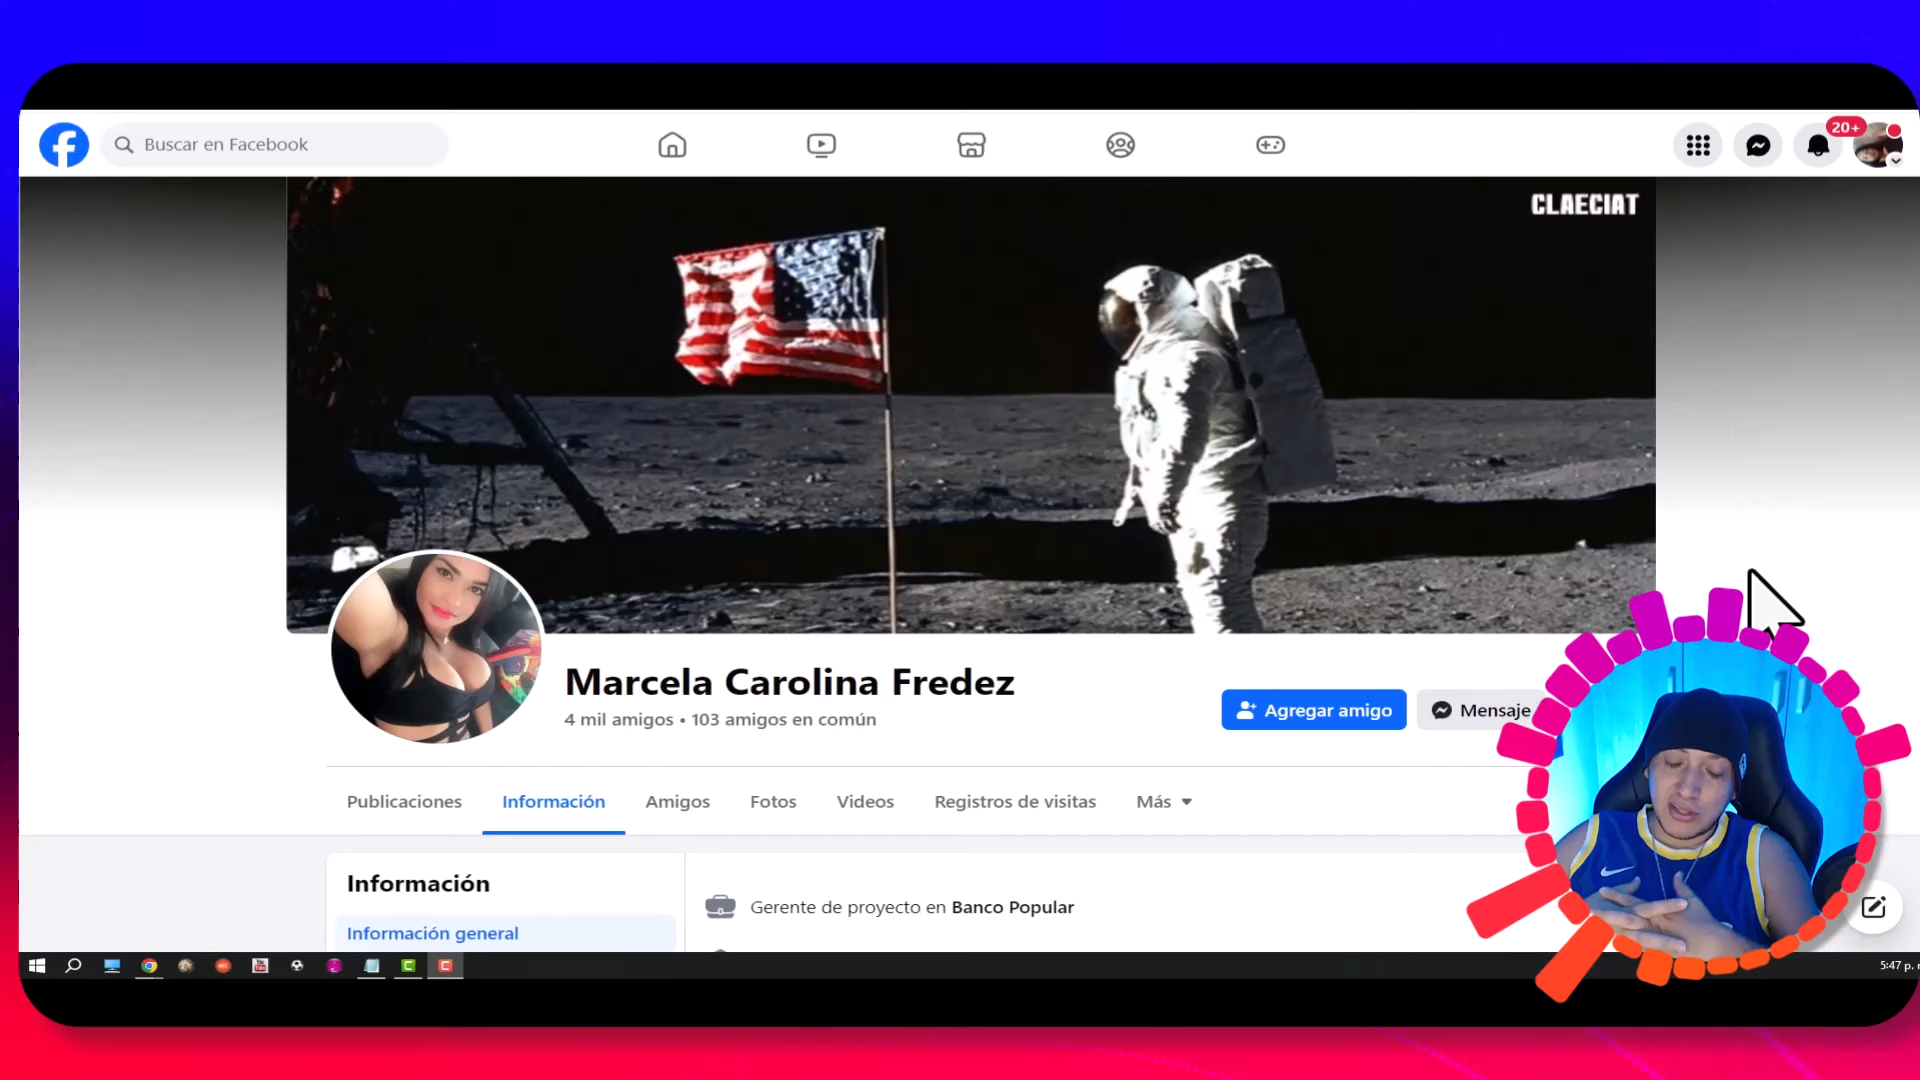 Buscar en Facebook
20+
CLAECIAT
Marcela Carolina Fredez
4 mil amigos • 103 amigos en común
Agregar amigo
Mensaje
Publicaciones
Información
Amigos
Fotos
Videos
Registros de visitas
Más
Información
Gerente de proyecto en Banco Popular
Información general
5:47 p.